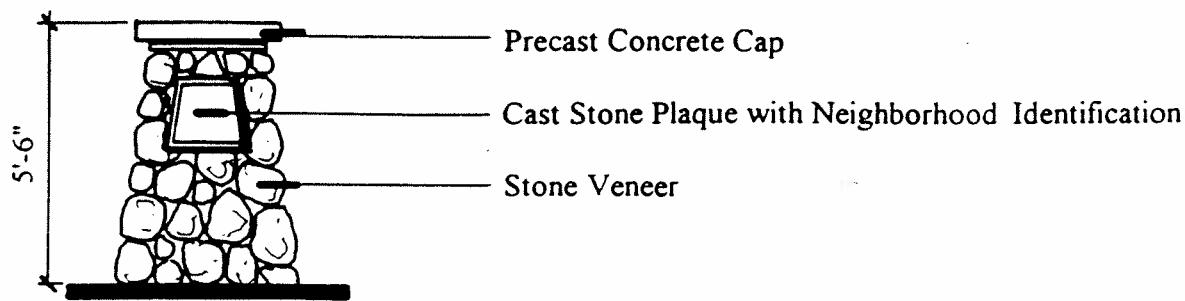 Precast Concrete Cap
Cast Stone Plaque with Neighborhood Identification
5'-6"
Stone Veneer